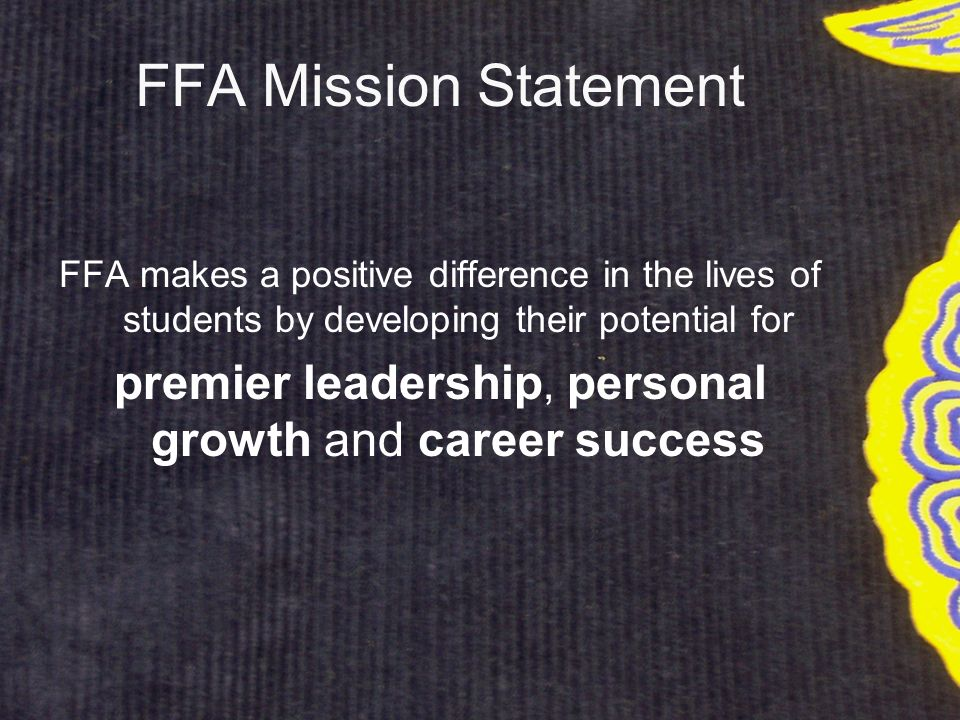 FFA Mission Statement
FFA makes a positive difference in the lives of
students by developing their potential for
premier leadership, personal
growth and career success